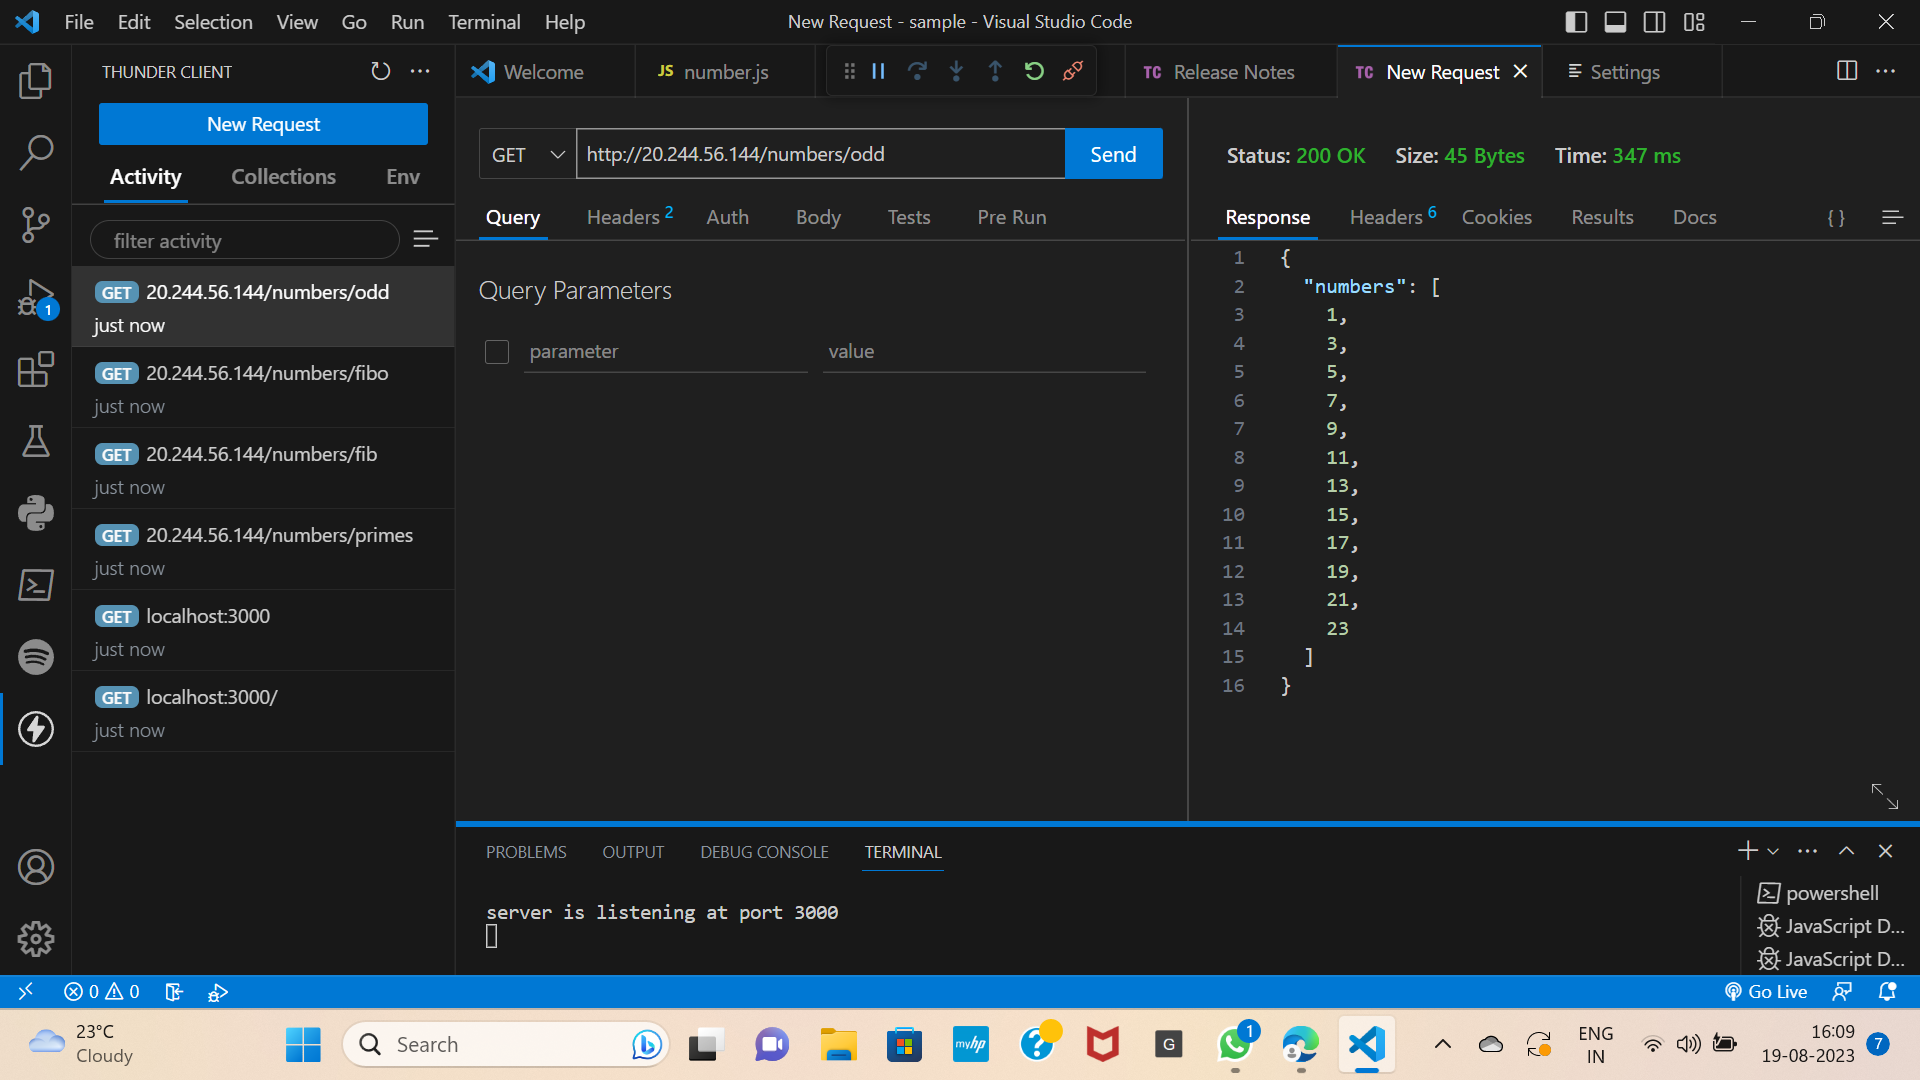 File Edit Selection View Go Run Terminal Help
New Request - sample - Visual Studio Code
THUNDER CLIENT
New Request
Activity Collections Env
filter activity
GET 20.244.56.144/numbers/odd
just now
GET 20.244.56.144/numbers/fibo
just now
GET 20.244.56.144/numbers/fib
just now
GET 20.244.56.144/numbers/primes
just now
GET localhost:3000
just now
GET localhost:3000/
just now
1
Welcome
JS number.js
TC Release Notes
TC New Request
Settings
GET http://20.244.56.144/numbers/odd Send
Query Headers 2 Auth Body Tests Pre Run
Query Parameters
parameter value
Status: 200 OK Size: 45 Bytes Time: 347 ms
Response Headers 6 Cookies Results Docs { }
1 {
2 "numbers": [
3 1,
4 3,
5 5,
6 7,
7 9,
8 11,
9 13,
10 15,
11 17,
12 19,
13 21,
14 23
15 ]
16 }
PROBLEMS OUTPUT DEBUG CONSOLE TERMINAL
server is listening at port 3000
powershell
JavaScript D...
JavaScript D...
0 0
Go Live
23°C
Cloudy
Search
myhp
G
1
ENG
IN
16:09
19-08-2023
7